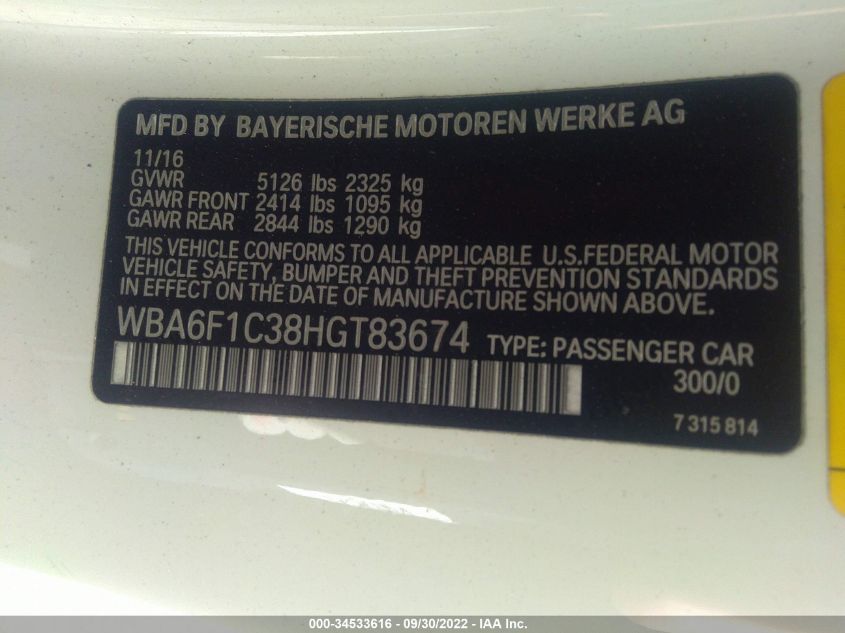 MFD BY BAYERISCHE MOTOREN WERKE AG
11/16
GVWR 5126 lbs 2325 kg
GAWR FRONT 2414 lbs 1095 kg
GAWR REAR 2844 lbs 1290 kg
THIS VEHICLE CONFORMS TO ALL APPLICABLE U.S.FEDERAL MOTOR
VEHICLE SAFETY, BUMPER AND THEFT PREVENTION STANDARDS
IN EFFECT ON THE DATE OF MANUFACTURE SHOWN ABOVE.
WBA6F1C38HGT83674 TYPE: PASSENGER CAR
300/0
7 315 814
000-34533616 - 09/30/2022 - IAA Inc.